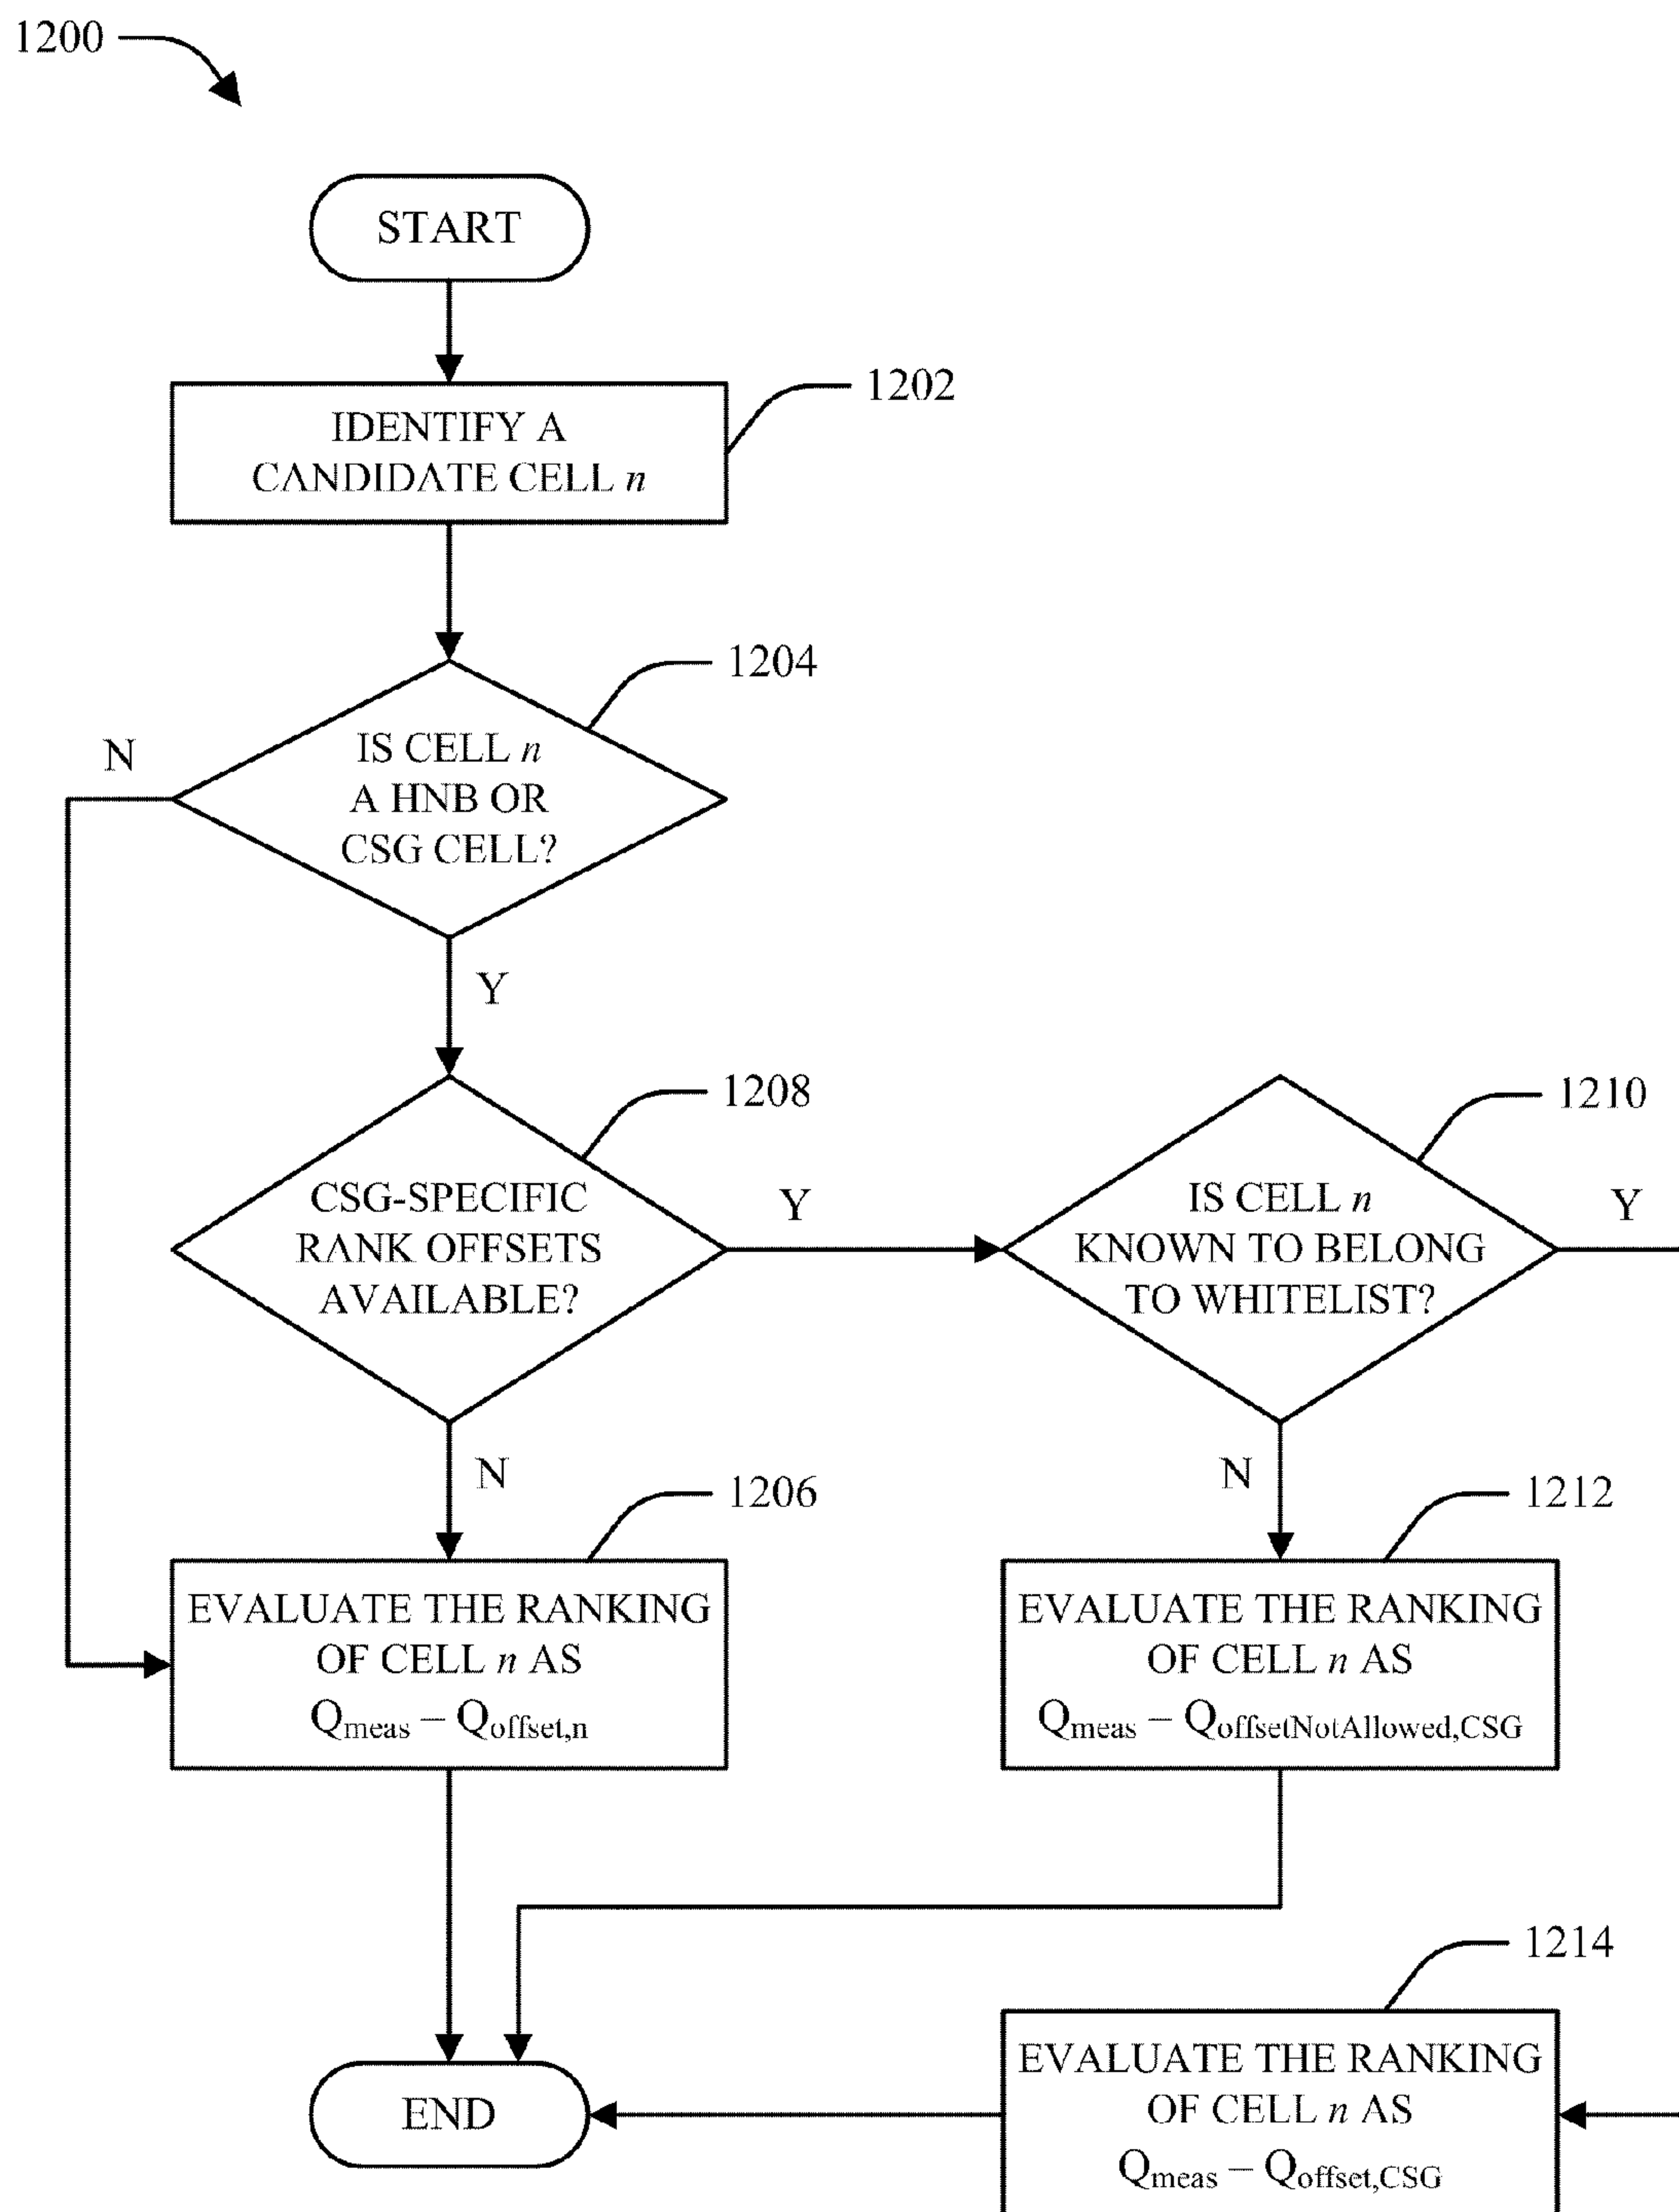 1200
START
1202
IDENTIFY A
CANDIDATE CELL n
1204
IS CELL n
A HNB OR
CSG CELL?
N
Y
1208
CSG-SPECIFIC
RANK OFFSETS
AVAILABLE?
Y
1210
IS CELL n
KNOWN TO BELONG
TO WHITELIST?
Y
N
N
1206
EVALUATE THE RANKING
OF CELL n AS
Qmeas – Qoffset,n
1212
EVALUATE THE RANKING
OF CELL n AS
Qmeas – QoffsetNotAllowed,CSG
1214
EVALUATE THE RANKING
OF CELL n AS
Qmeas – Qoffset,CSG
END